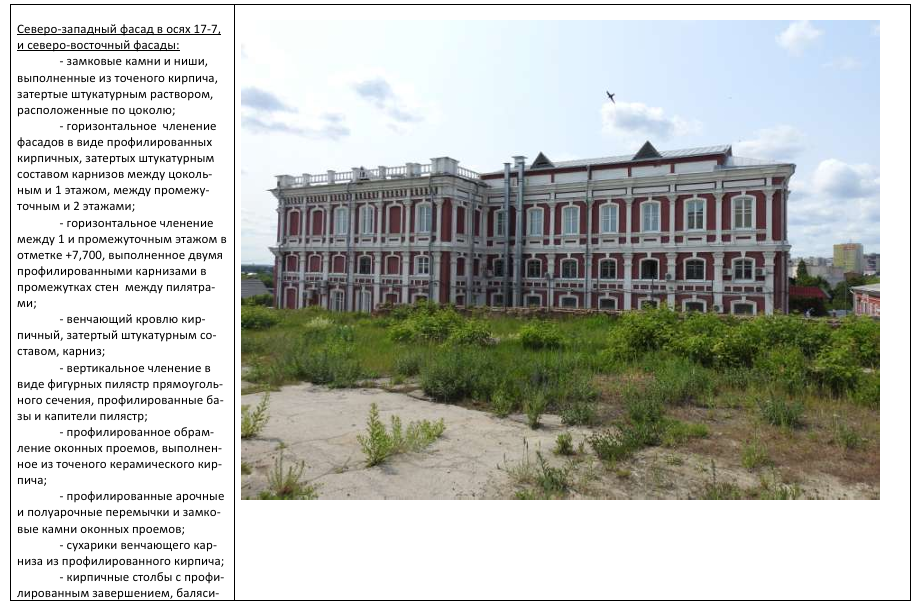 Северо-западный фасад в осях 17-7,
и северо-восточный фасады:
- замковые камни и ниши,
выполненные из точеного кирпича,
затертые штукатурным раствором,
расположенные по цоколю;
- горизонтальное членение
фасадов в виде профилированных
кирпичных, затертых штукатурным
составом карнизов между цоколь-
ным и 1 этажом, между промежу-
точным и 2 этажами;
- горизонтальное членение
между 1 и промежуточным этажом в
отметке +7,700, выполненное двумя
профилированными карнизами в
промежутках стен между пилятра-
ми;
- венчающий кровлю кир-
пичный, затертый штукатурным со-
ставом, карниз;
- вертикальное членение в
виде фигурных пилястр прямоуголь-
ного сечения, профилированные ба-
зы и капители пилястр;
- профилированное обрам-
ление оконных проемов, выполнен-
ное из точеного керамического кир-
пича;
- профилированные арочные
и полуарочные перемычки и замко-
вые камни оконных проемов;
- сухарики венчающего кар-
низа из профилированного кирпича;
- кирпичные столбы с профи-
лированным завершением, баляси-